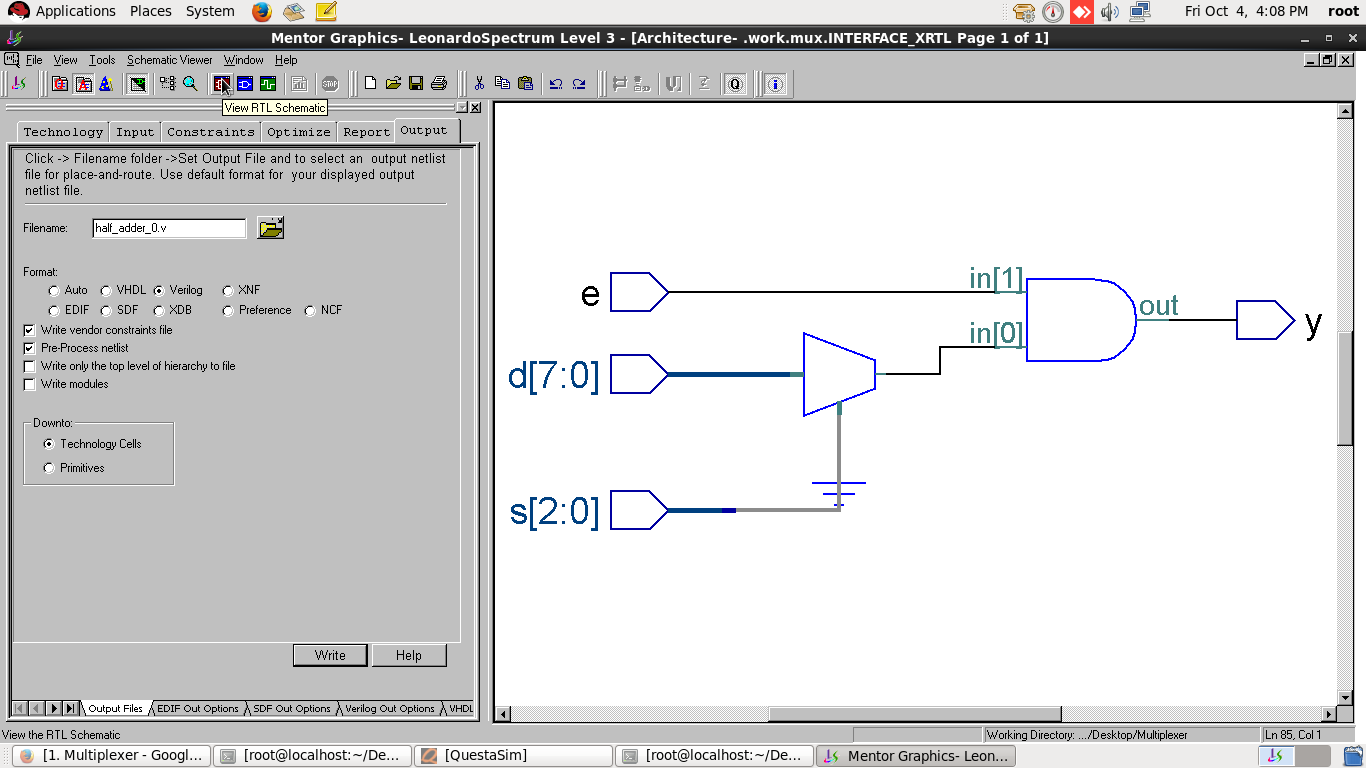 Applications Places System Fri Oct 4, 4:08 PM root
Mentor Graphics- LeonardoSpectrum Level 3 - [Architecture- .work.mux.INTERFACE_XRTL Page 1 of 1]
File View Tools Schematic Viewer Window Help
STOP Q
View RTL Schematic
Technology Input Constraints Optimize Report Output
Click -> Filename folder ->Set Output File and to select an output netlist
file for place-and-route. Use default format for your displayed output
netlist file.
Filename: half_adder_0.v
Format:
Auto VHDL Verilog XNF
EDIF SDF XDB Preference NCF
Write vendor constraints file
Pre-Process netlist
Write only the top level of hierarchy to file
Write modules
Downto:
Technology Cells
Primitives
Write Help
Output Files EDIF Out Options SDF Out Options Verilog Out Options VHDL
e in[1]
out
y
in[0]
d[7:0]
s[2:0]
View the RTL Schematic Working Directory: .../Desktop/Multiplexer Ln 85, Col 1
[1. Multiplexer - Googl... [root@localhost:~/De... [QuestaSim] [root@localhost:~/De... Mentor Graphics- Leon...